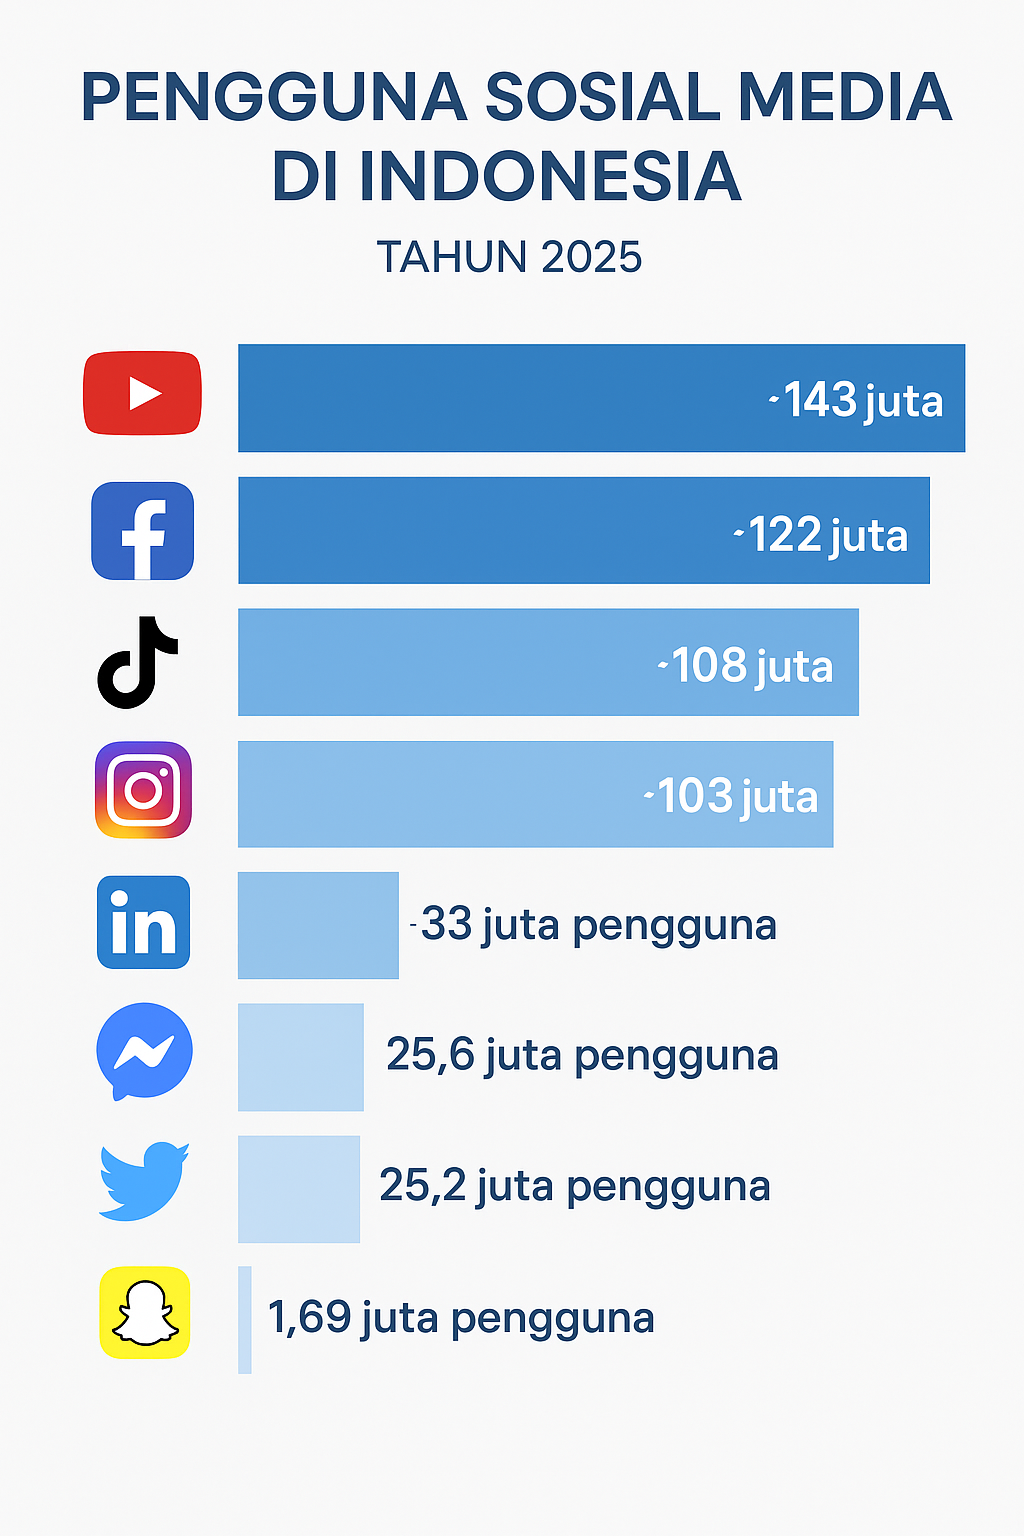 PENGGUNA SOSIAL MEDIA
DI INDONESIA
TAHUN 2025
~143 juta
~122 juta
~108 juta
~103 juta
in
-33 juta pengguna
25,6 juta pengguna
25,2 juta pengguna
1,69 juta pengguna